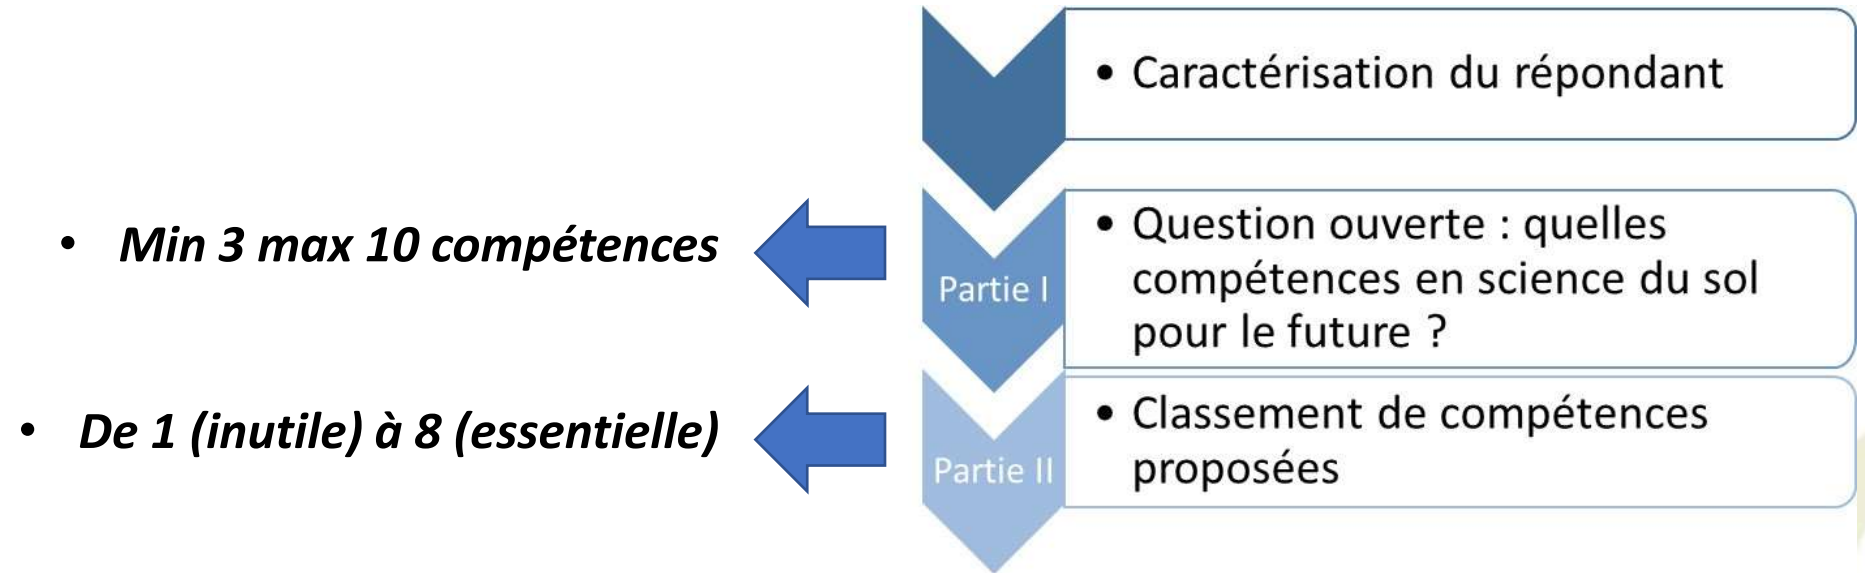 • Caractérisation du répondant
• Min 3 max 10 compétences
Partie I
• Question ouverte : quelles
compétences en science du sol
pour le future ?
• De 1 (inutile) à 8 (essentielle)
Partie II
• Classement de compétences
proposées